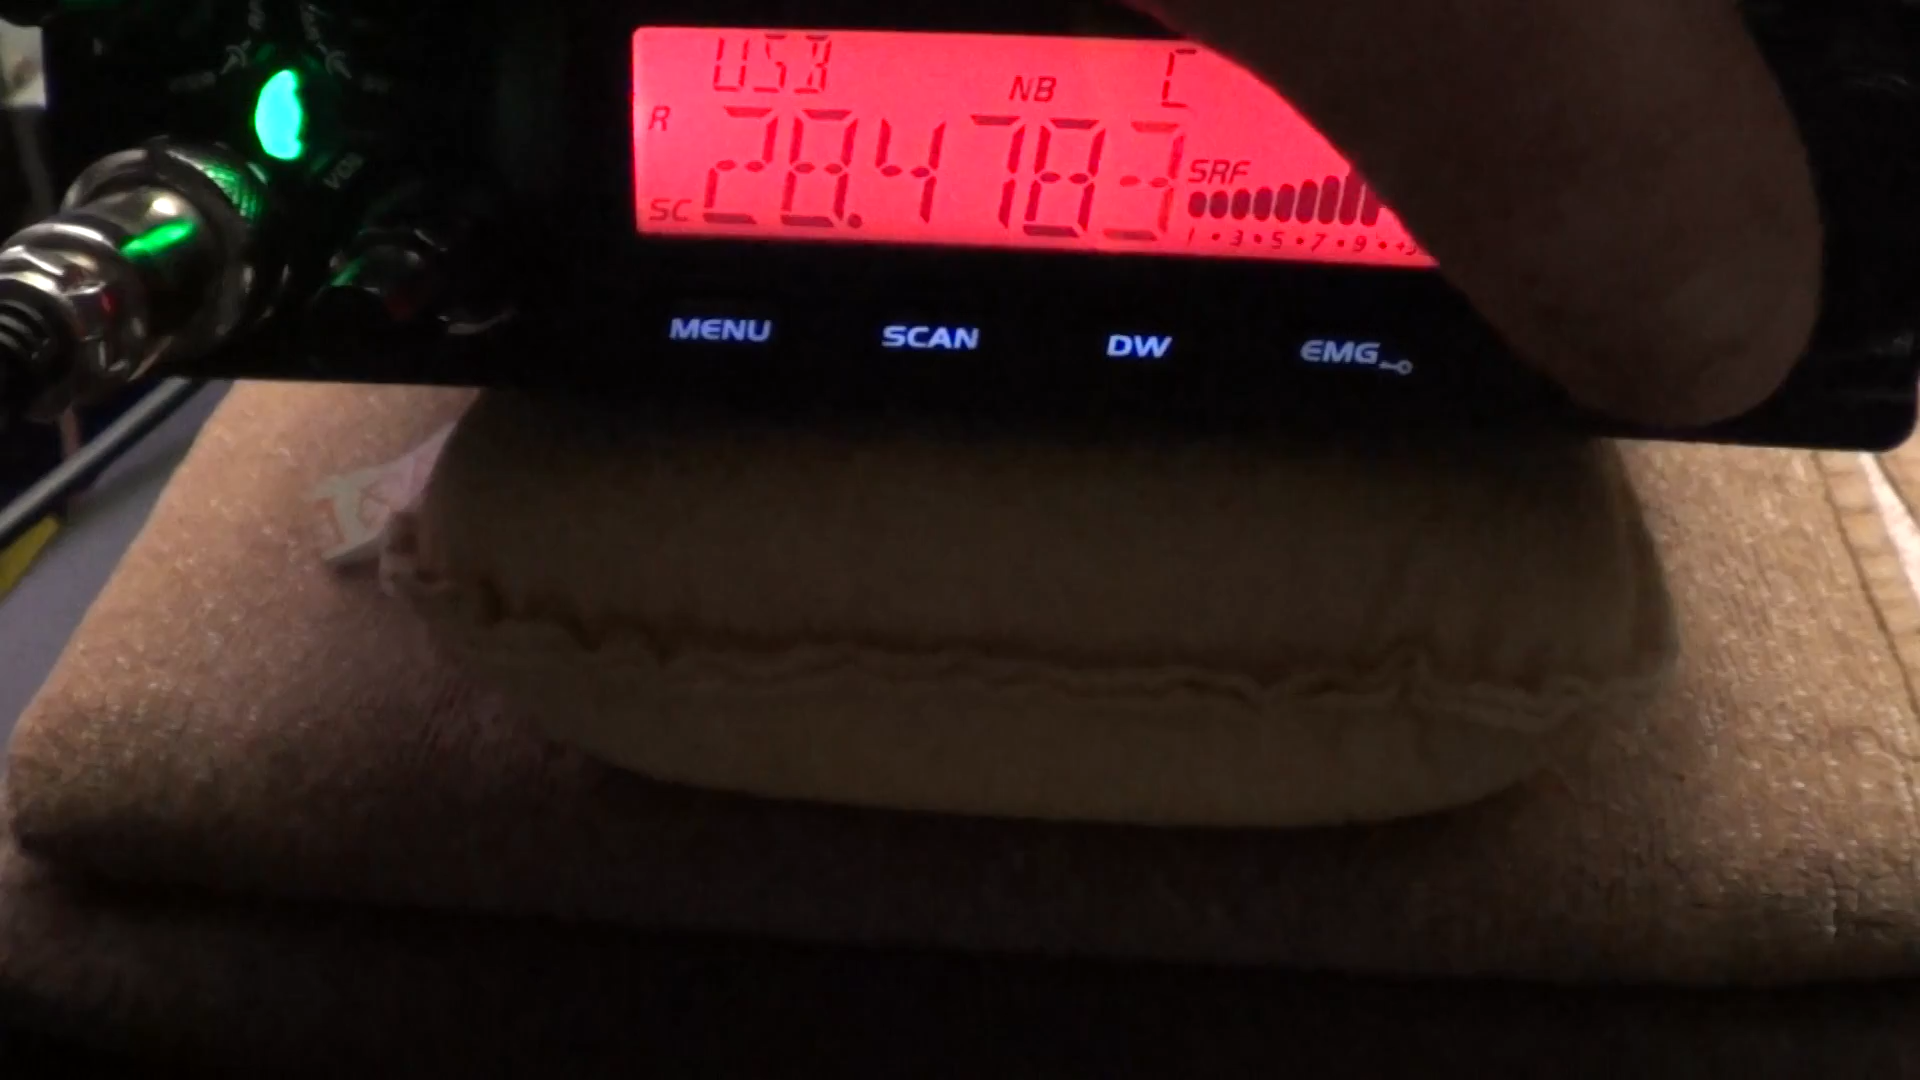 USB
NB
R
28.4783
SC
SRF
1 • 3 • 5 • 7 • 9 •
MENU
SCAN
DW
EMG